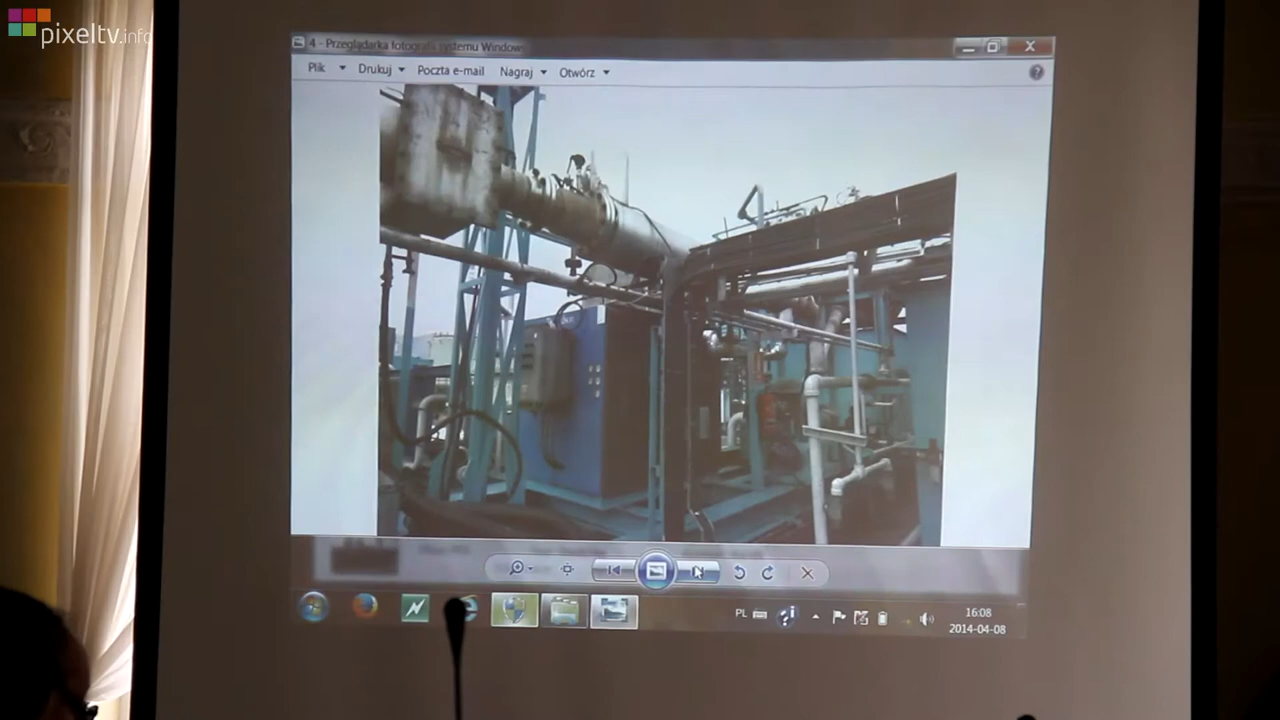 pixeltv.info
4 - Przeglądarka fotografii systemu Windows
Plik Drukuj Poczta e-mail Nagraj Otwórz
PL
16:08
2014-04-08